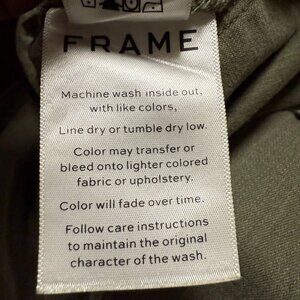 FRAME
Machine wash inside out,
with like colors,
Line dry or tumble dry low.
Color may transfer or
bleed onto lighter colored
fabric or upholstery.
Color will fade over time.
Follow care instructions
to maintain the original
character of the wash.